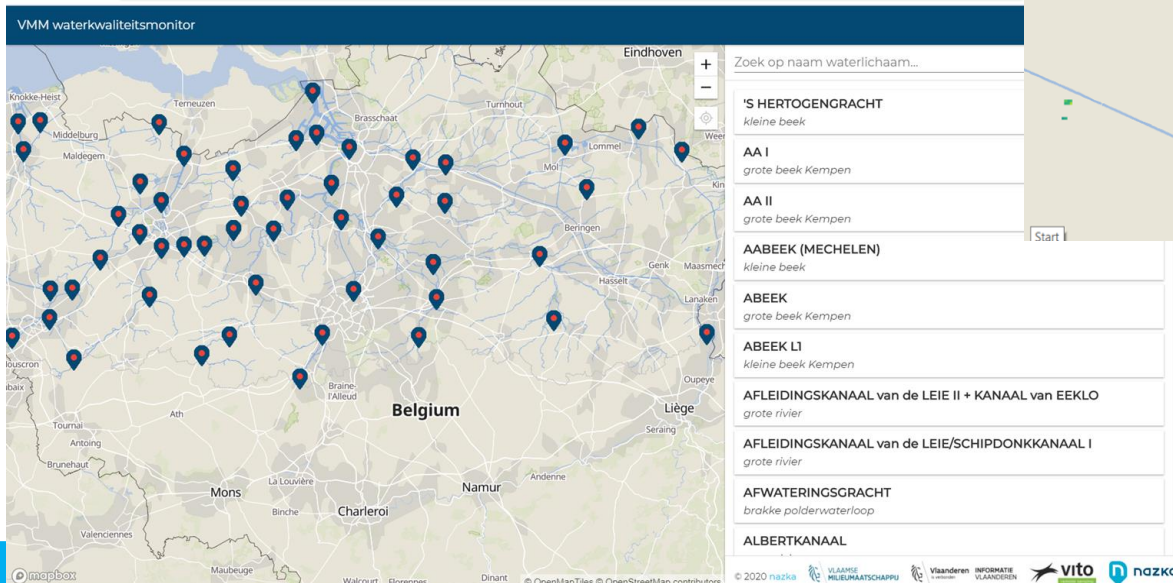 VMM waterkwaliteitsmonitor
Eindhoven
Knokke-Heist
Terneuzen
Turnhout
Brasschaat
Middelburg
Maldegem
Lommel
Mol
Beringen
Genk
Maasmech
Hasselt
Lanaken
Braine-
l'Alleud
Oupeye
Belgium
Liège
Ath
Seraing
Tournai
Antoing
Brunehaut
La Louvière
Andenne
Mons
Namur
Binche
Charleroi
Valenciennes
Maubeuge
Walcourt
Florennes
Dinant
mapbox
© OpenMapTiles © OpenStreetMap contributors
+
−
Zoek op naam waterlichaam...
'S HERTOGENGRACHT
kleine beek
AA I
grote beek Kempen
AA II
grote beek Kempen
AABEEK (MECHELEN)
kleine beek
ABEEK
grote beek Kempen
ABEEK L1
kleine beek Kempen
AFLEIDINGSKANAAL van de LEIE II + KANAAL van EEKLO
grote rivier
AFLEIDINGSKANAAL van de LEIE/SCHIPDONKKANAAL I
grote rivier
AFWATERINGSGRACHT
brakke polderwaterloop
ALBERTKANAAL
© 2020 nazka
VLAAMSE
MILIEUMAATSCHAPPIJ
Vlaanderen
INFORMATIE
VLAANDEREN
vito
nazka
Start